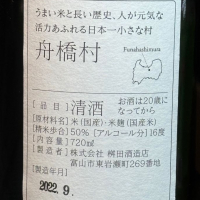 うまい米と長い歴史、人が元気な
活力あふれる日本一小さな村
舟橋村
Funahashimura
[品目]清酒
お酒は20歳に
なってから
[原材料名]米(国産)・米麹(国産米)
[精米歩合]50% [アルコール分]16度
[内容量]720㎖
[製造者]株式会社 桝田酒造店
富山市東岩瀬町269番地
[製造年月]
2022.9.